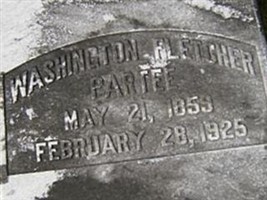 WASHINGTON FLETCHER
PARTEE
MAY 21, 1853
FEBRUARY 28, 1925